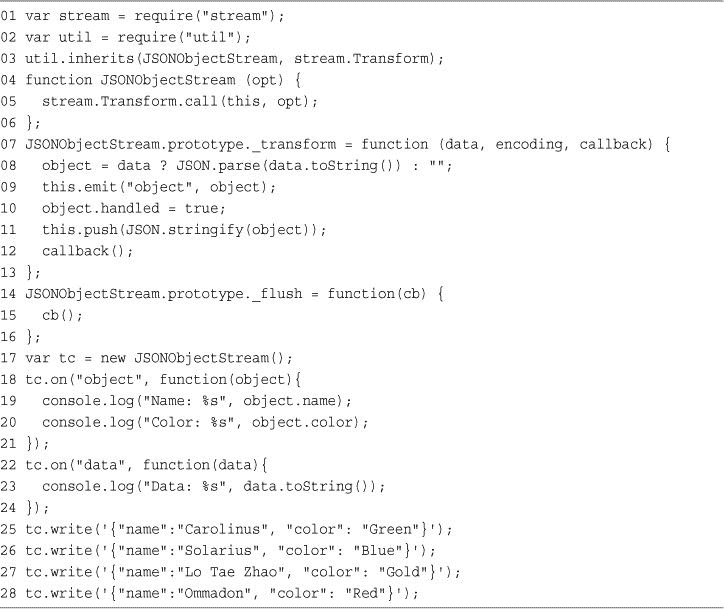 01 var stream = require("stream");
02 var util = require("util");
03 util.inherits(JSONObjectStream, stream.Transform);
04 function JSONObjectStream (opt) {
05   stream.Transform.call(this, opt);
06 };
07 JSONObjectStream.prototype._transform = function (data, encoding, callback) {
08   object = data ? JSON.parse(data.toString()) : "";
09   this.emit("object", object);
10   object.handled = true;
11   this.push(JSON.stringify(object));
12   callback();
13 };
14 JSONObjectStream.prototype._flush = function(cb) {
15   cb();
16 };
17 var tc = new JSONObjectStream();
18 tc.on("object", function(object){
19   console.log("Name: %s", object.name);
20   console.log("Color: %s", object.color);
21 });
22 tc.on("data", function(data){
23   console.log("Data: %s", data.toString());
24 });
25 tc.write('{"name":"Carolinus", "color": "Green"}');
26 tc.write('{"name":"Solarius", "color": "Blue"}');
27 tc.write('{"name":"Lo Tae Zhao", "color": "Gold"}');
28 tc.write('{"name":"Ommadon", "color": "Red"}');